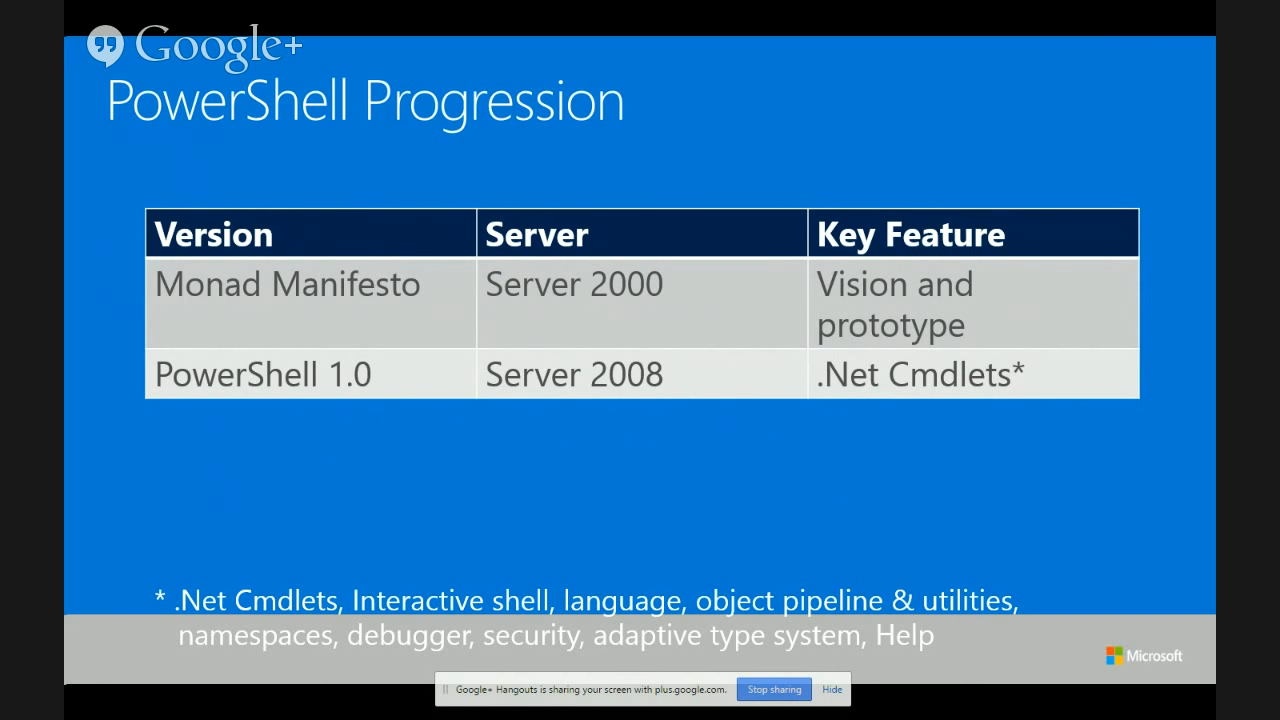 Google+
PowerShell Progression
Version Server Key Feature
Monad Manifesto Server 2000 Vision and
prototype
PowerShell 1.0 Server 2008 .Net Cmdlets*
* .Net Cmdlets, Interactive shell, language, object pipeline & utilities,
namespaces, debugger, security, adaptive type system, Help
Microsoft
Google+ Hangouts is sharing your screen with plus.google.com. Stop sharing Hide